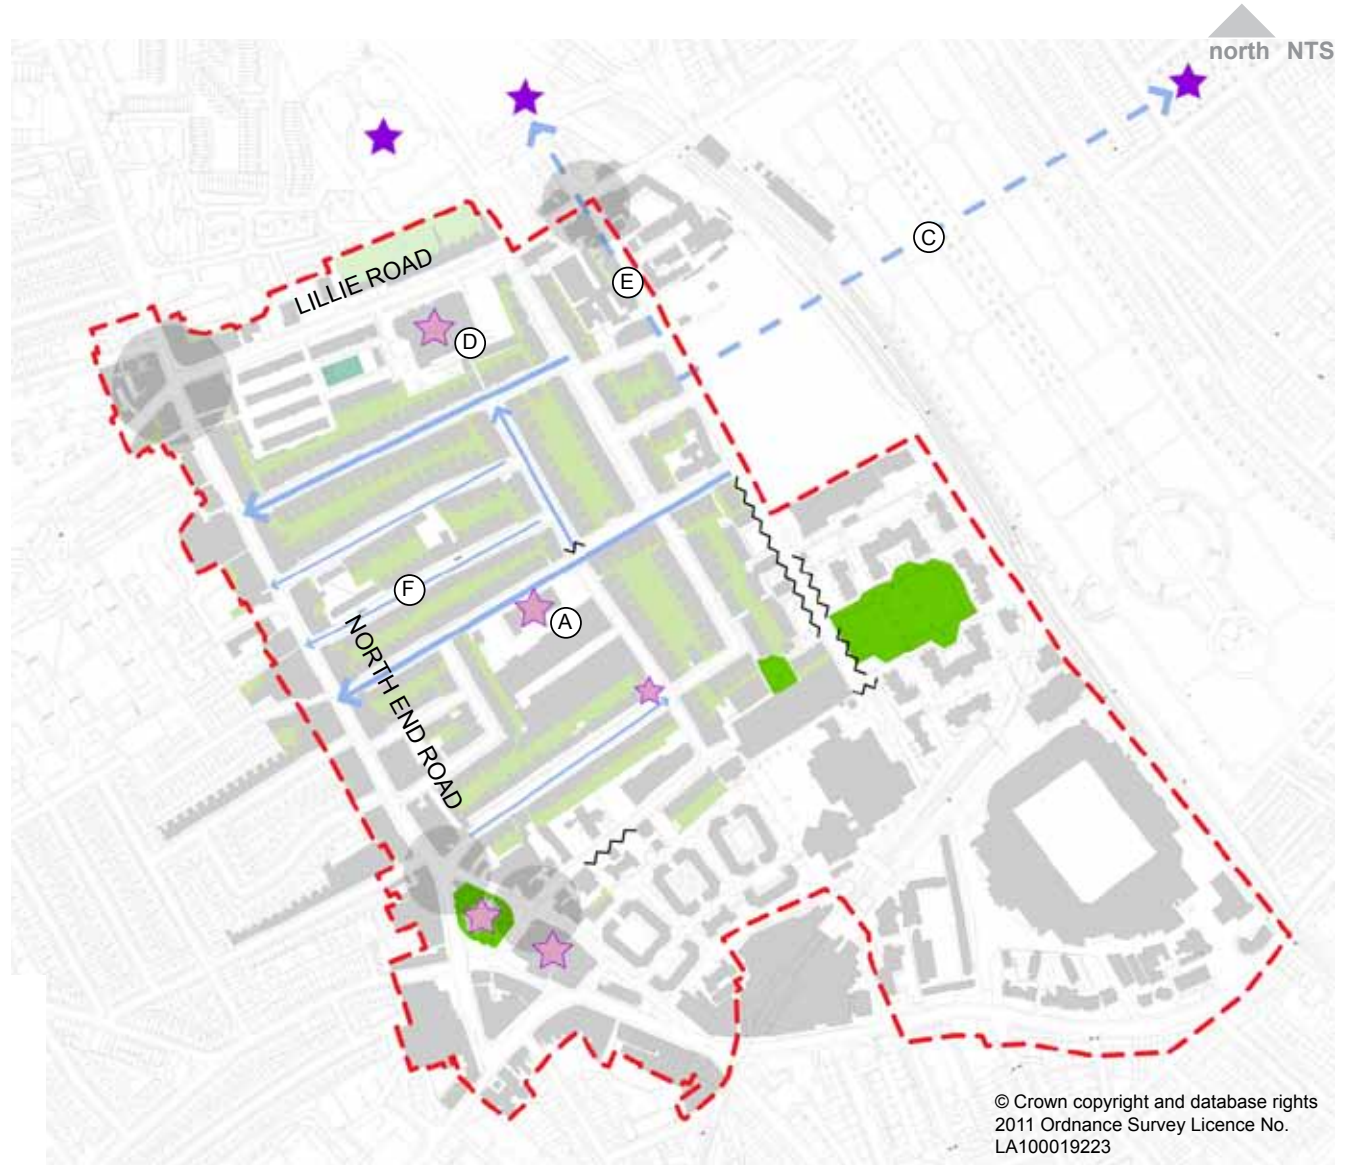 north NTS
C
E
LILLIE ROAD
D
F
A
NORTH END ROAD
© Crown copyright and database rights
2011 Ordnance Survey Licence No.
LA100019223